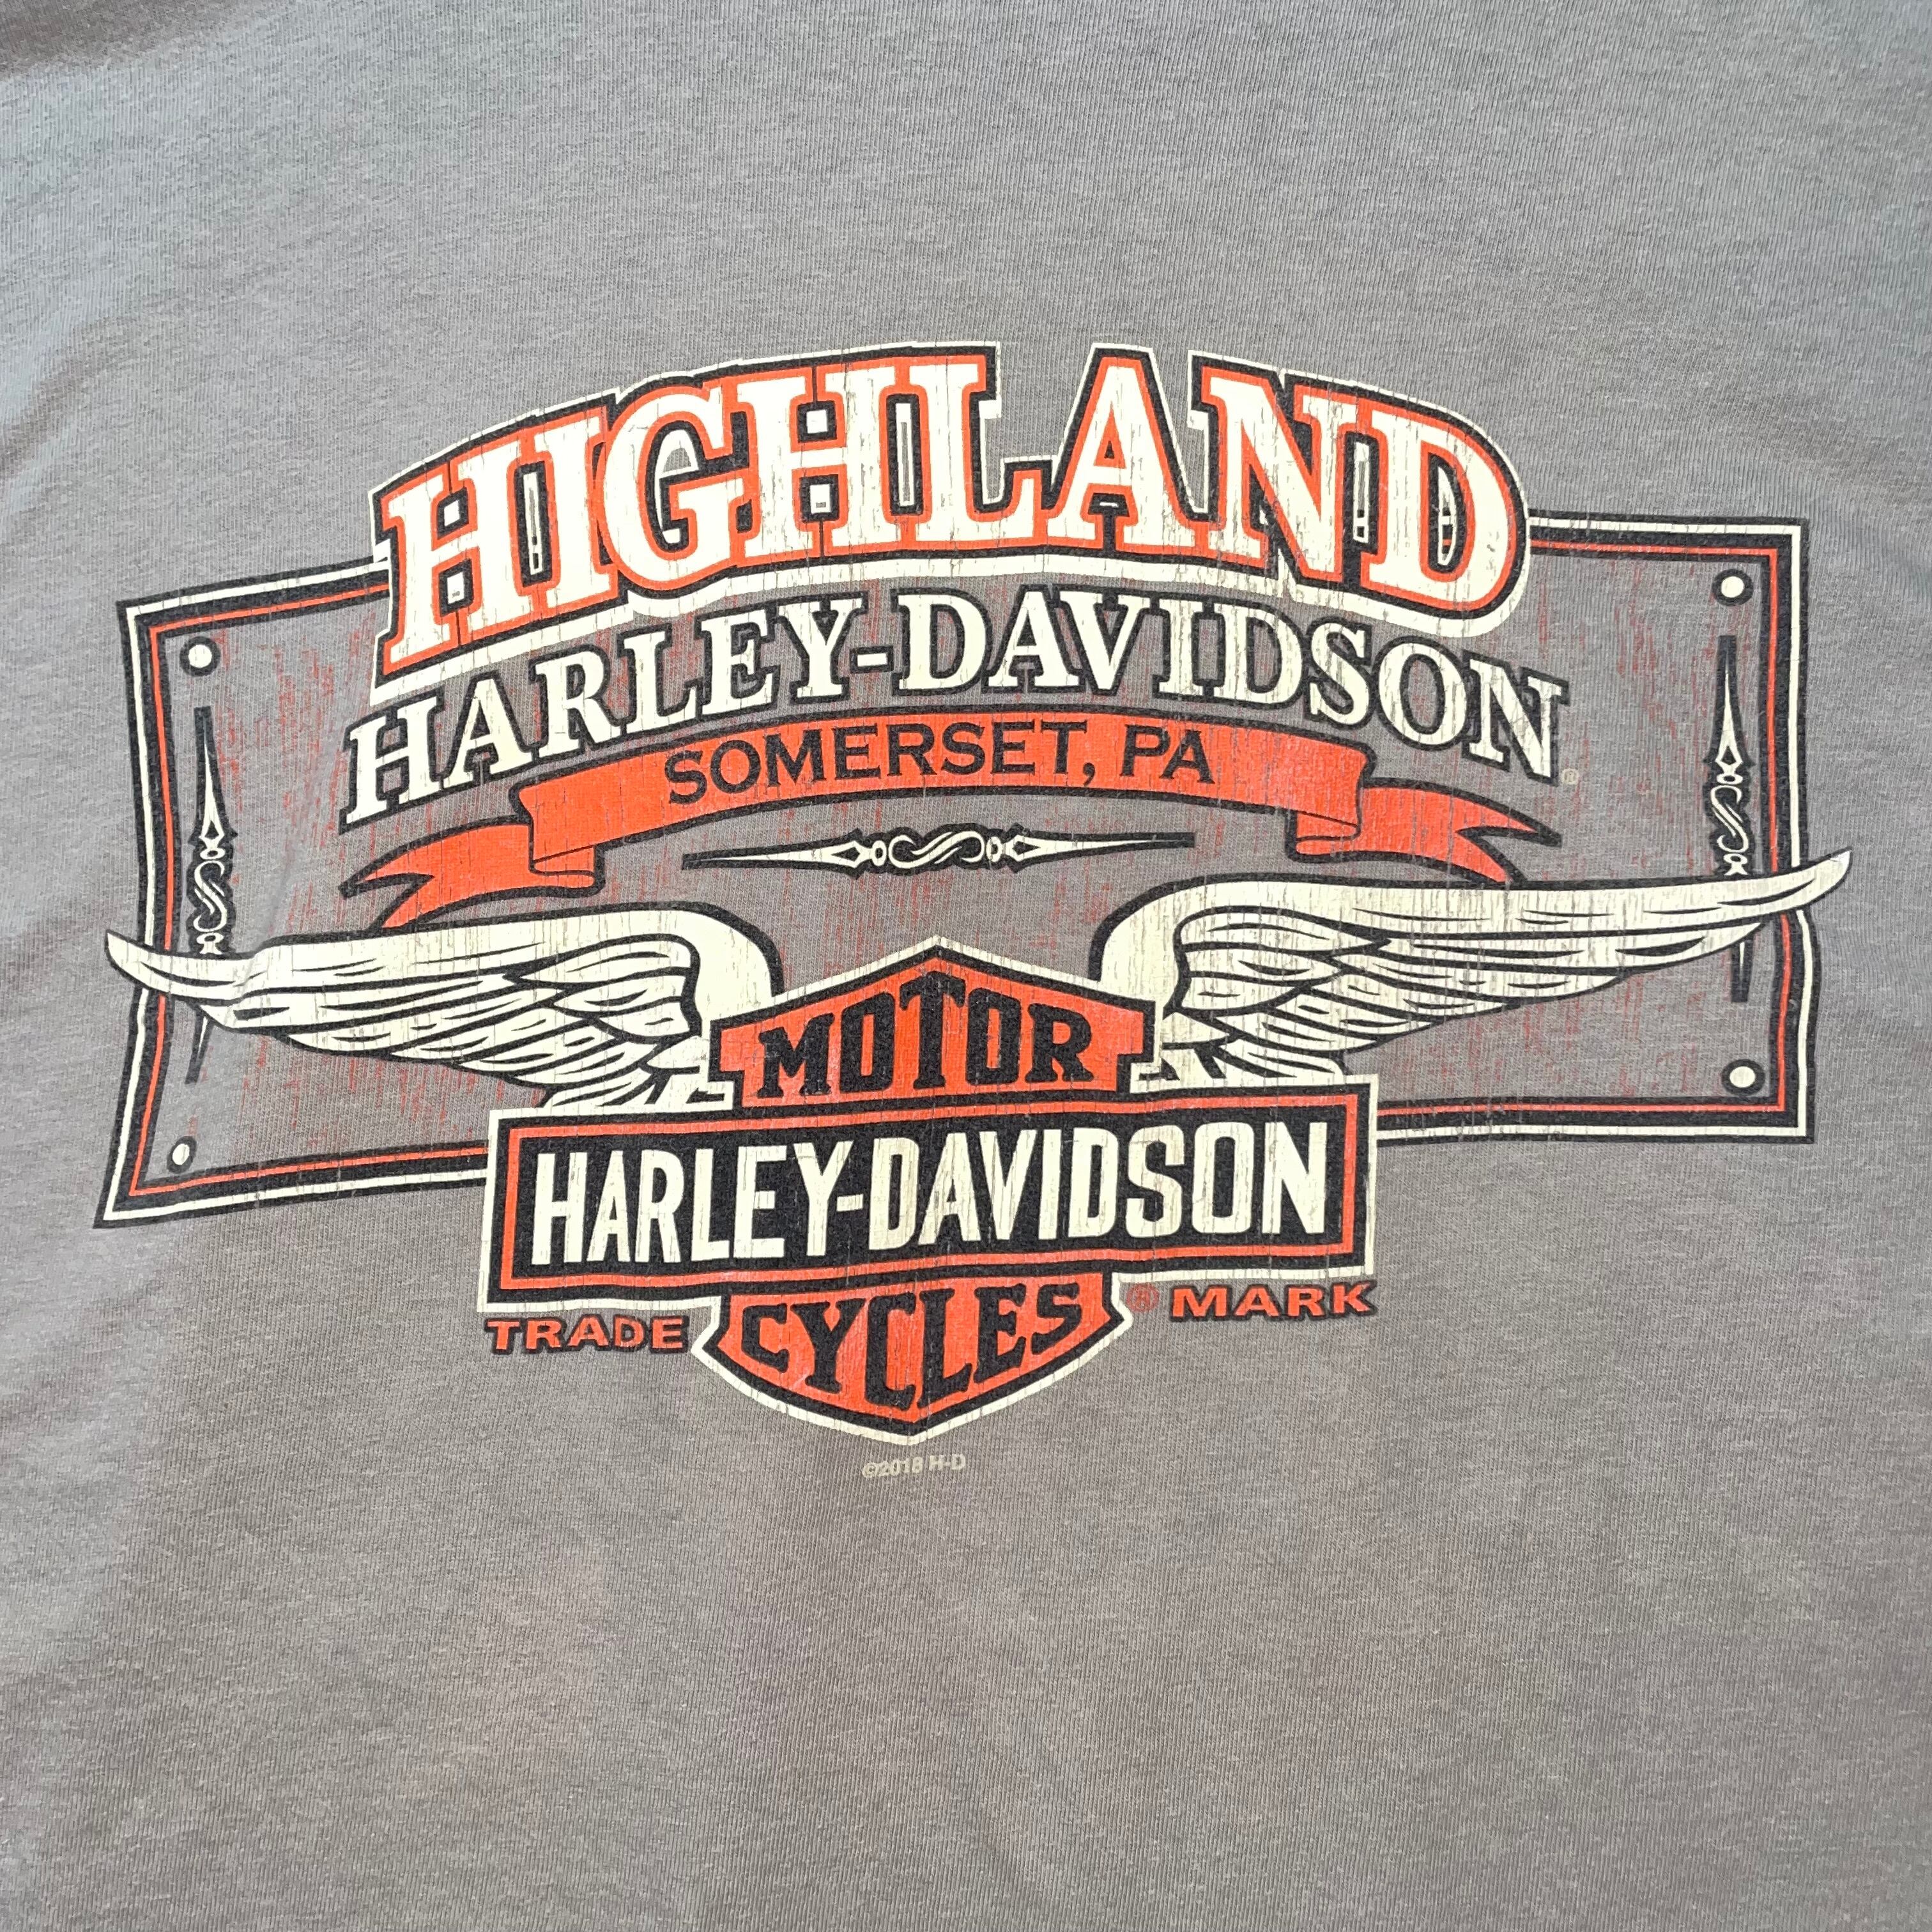 HIGHLAND
HARLEY-DAVIDSON®
SOMERSET, PA
MOTOR
HARLEY-DAVIDSON
CYCLES
TRADE ® MARK
©2018 H-D